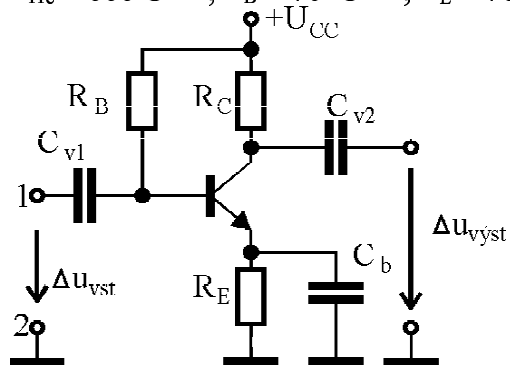 +U_CC
R_B
R_C
C_v1
C_v2
1
Δu_vst
2
R_E
C_b
Δu_výst